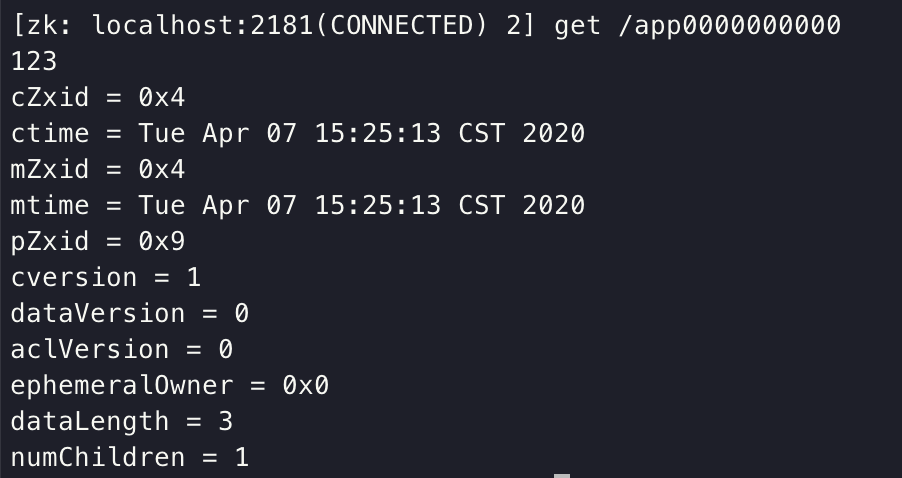 [zk: localhost:2181(CONNECTED) 2] get /app0000000000
123
cZxid = 0x4
ctime = Tue Apr 07 15:25:13 CST 2020
mZxid = 0x4
mtime = Tue Apr 07 15:25:13 CST 2020
pZxid = 0x9
cversion = 1
dataVersion = 0
aclVersion = 0
ephemeralOwner = 0x0
dataLength = 3
numChildren = 1